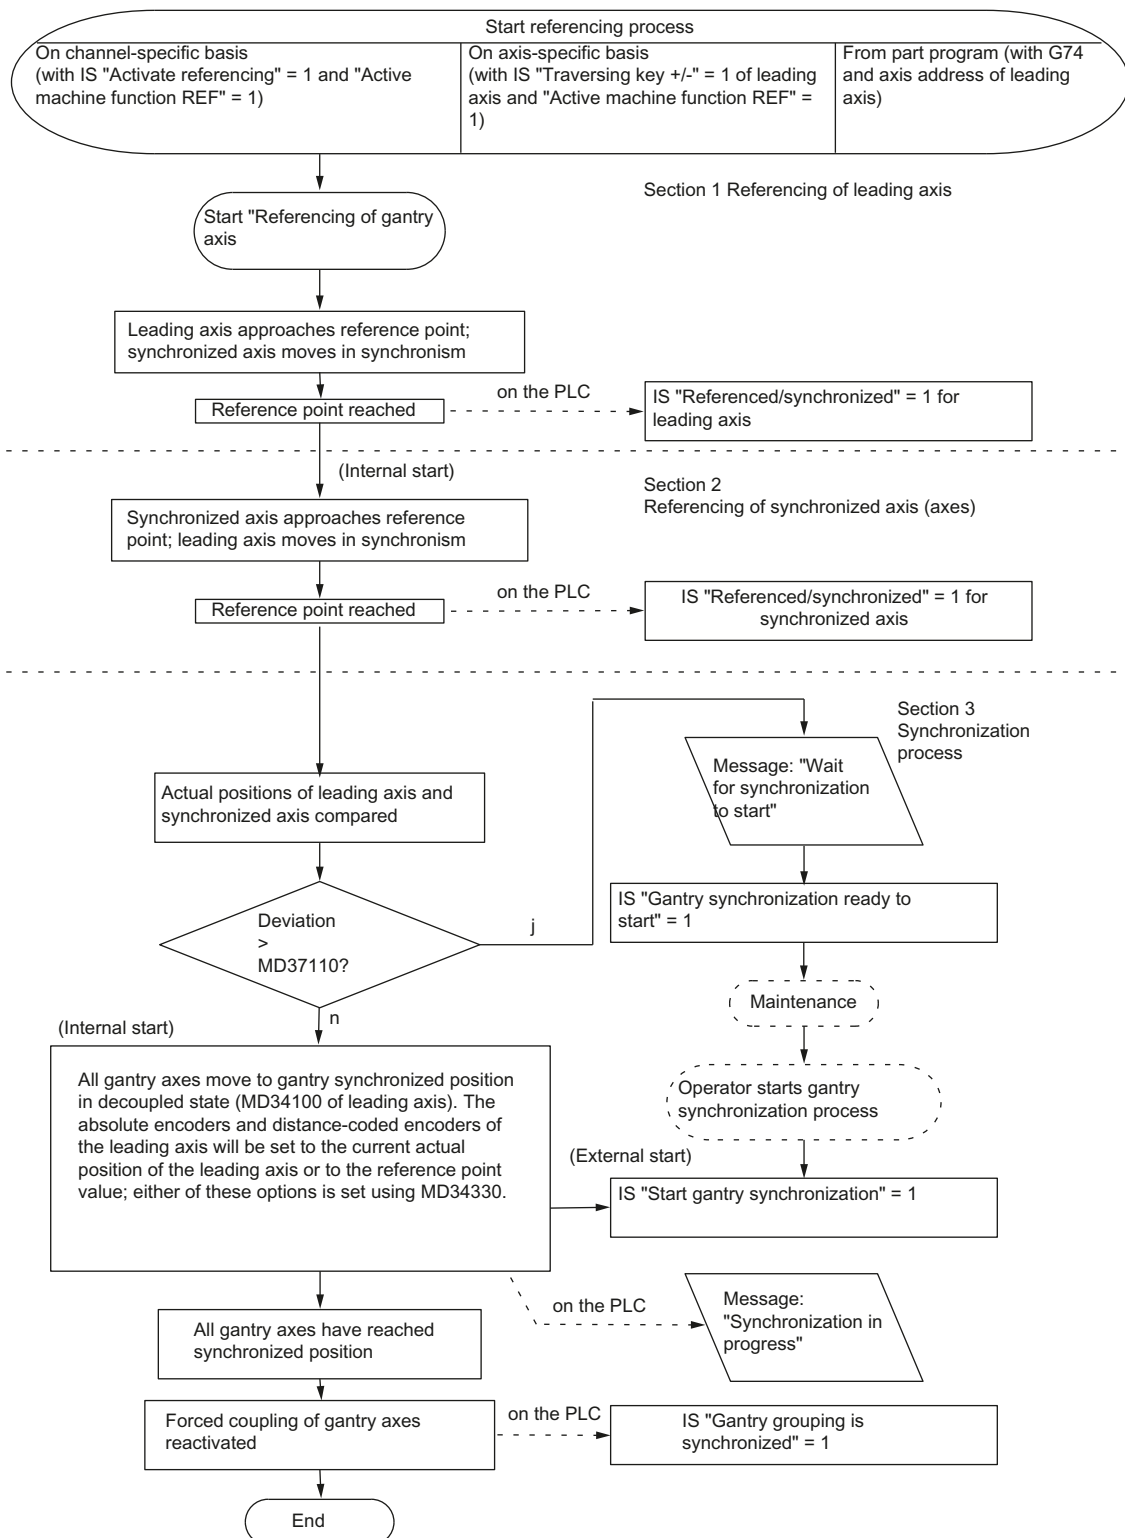 Start referencing process
On channel-specific basis
(with IS "Activate referencing" = 1 and "Active
machine function REF" = 1)
On axis-specific basis
(with IS "Traversing key +/-" = 1 of leading
axis and "Active machine function REF" =
1)
From part program (with G74
and axis address of leading
axis)
Section 1 Referencing of leading axis
Start "Referencing of gantry
axis
Leading axis approaches reference point;
synchronized axis moves in synchronism
Reference point reached
on the PLC
IS "Referenced/synchronized" = 1 for
leading axis
(Internal start)
Section 2
Referencing of synchronized axis (axes)
Synchronized axis approaches reference
point; leading axis moves in synchronism
Reference point reached
on the PLC
IS "Referenced/synchronized" = 1 for
synchronized axis
Section 3
Synchronization
process
Message: "Wait
for synchronization
to start"
Actual positions of leading axis and
synchronized axis compared
Deviation
>
MD37110?
j
n
IS "Gantry synchronization ready to
start" = 1
Maintenance
Operator starts gantry
synchronization process
(Internal start)
All gantry axes move to gantry synchronized position
in decoupled state (MD34100 of leading axis). The
absolute encoders and distance-coded encoders of
the leading axis will be set to the current actual
position of the leading axis or to the reference point
value; either of these options is set using MD34330.
(External start)
IS "Start gantry synchronization" = 1
on the PLC
Message:
"Synchronization in
progress"
All gantry axes have reached
synchronized position
Forced coupling of gantry axes
reactivated
on the PLC
IS "Gantry grouping is
synchronized" = 1
End